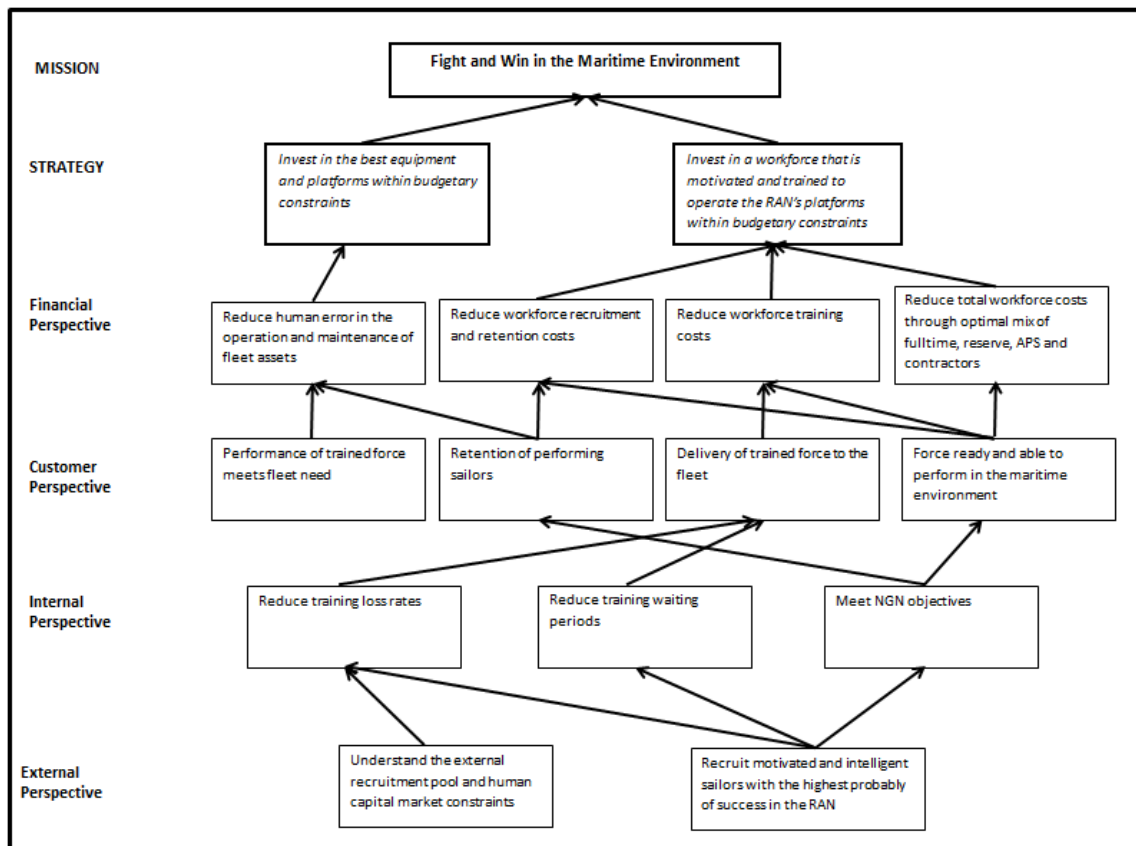 MISSION
Fight and Win in the Maritime Environment
STRATEGY
Invest in the best equipment
and platforms within budgetary
constraints
Invest in a workforce that is
motivated and trained to
operate the RAN's platforms
within budgetary constraints
Financial
Perspective
Reduce human error in the
operation and maintenance of
fleet assets
Reduce workforce recruitment
and retention costs
Reduce workforce training
costs
Reduce total workforce costs
through optimal mix of
fulltime, reserve, APS and
contractors
Customer
Perspective
Performance of trained force
meets fleet need
Retention of performing
sailors
Delivery of trained force to the
fleet
Force ready and able to
perform in the maritime
environment
Internal
Perspective
Reduce training loss rates
Reduce training waiting
periods
Meet NGN objectives
External
Perspective
Understand the external
recruitment pool and human
capital market constraints
Recruit motivated and intelligent
sailors with the highest probably
of success in the RAN